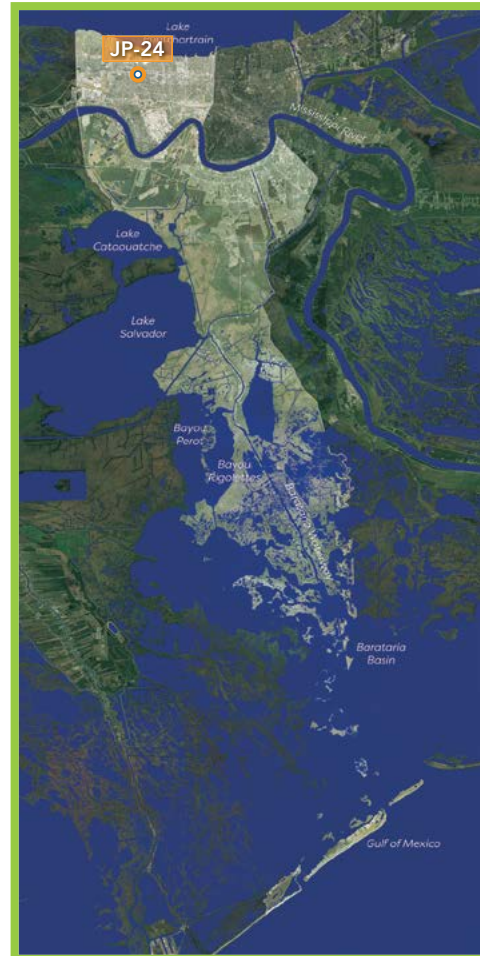 Lake
JP-24
Mississippi River
Lake
Cataouatche
Lake
Salvador
Bayou
Perot
Bayou
Rigolettes
Barataria Waterway
Barataria
Basin
Gulf of Mexico